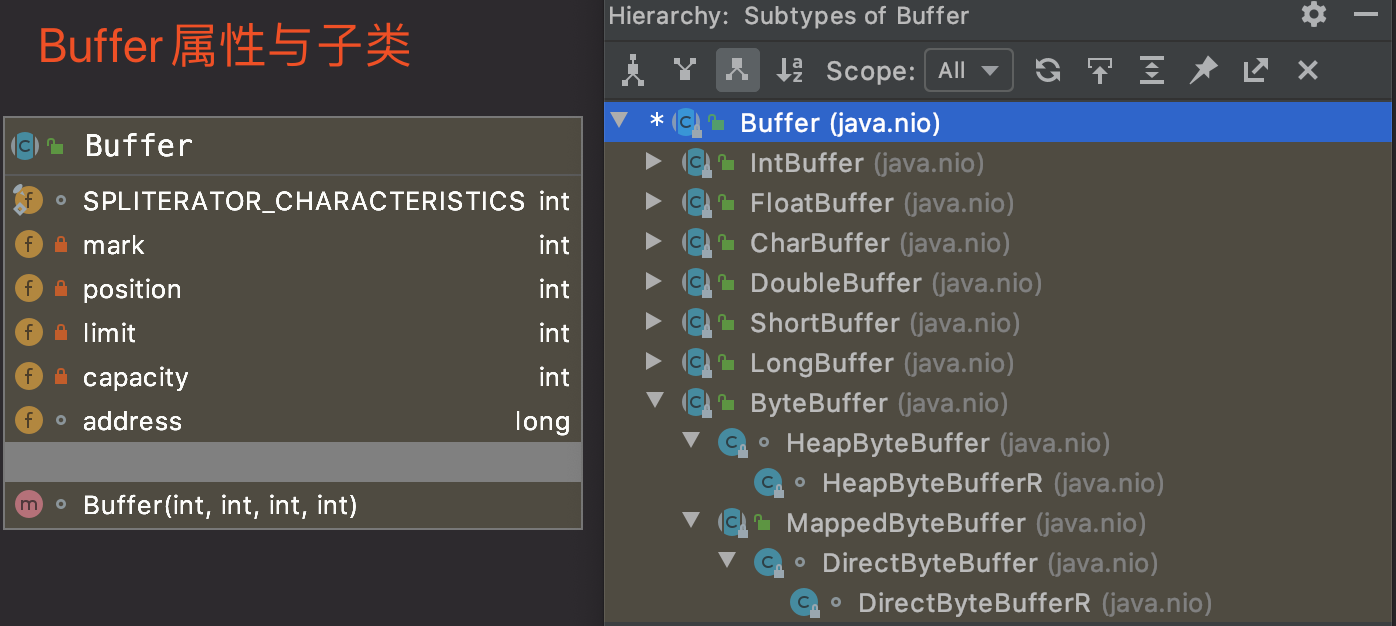 Buffer属性与子类
Buffer
SPLITERATOR_CHARACTERISTICS int
mark int
position int
limit int
capacity int
address long
Buffer(int, int, int, int)
Hierarchy: Subtypes of Buffer
Scope: All
* Buffer (java.nio)
IntBuffer (java.nio)
FloatBuffer (java.nio)
CharBuffer (java.nio)
DoubleBuffer (java.nio)
ShortBuffer (java.nio)
LongBuffer (java.nio)
ByteBuffer (java.nio)
HeapByteBuffer (java.nio)
HeapByteBufferR (java.nio)
MappedByteBuffer (java.nio)
DirectByteBuffer (java.nio)
DirectByteBufferR (java.nio)